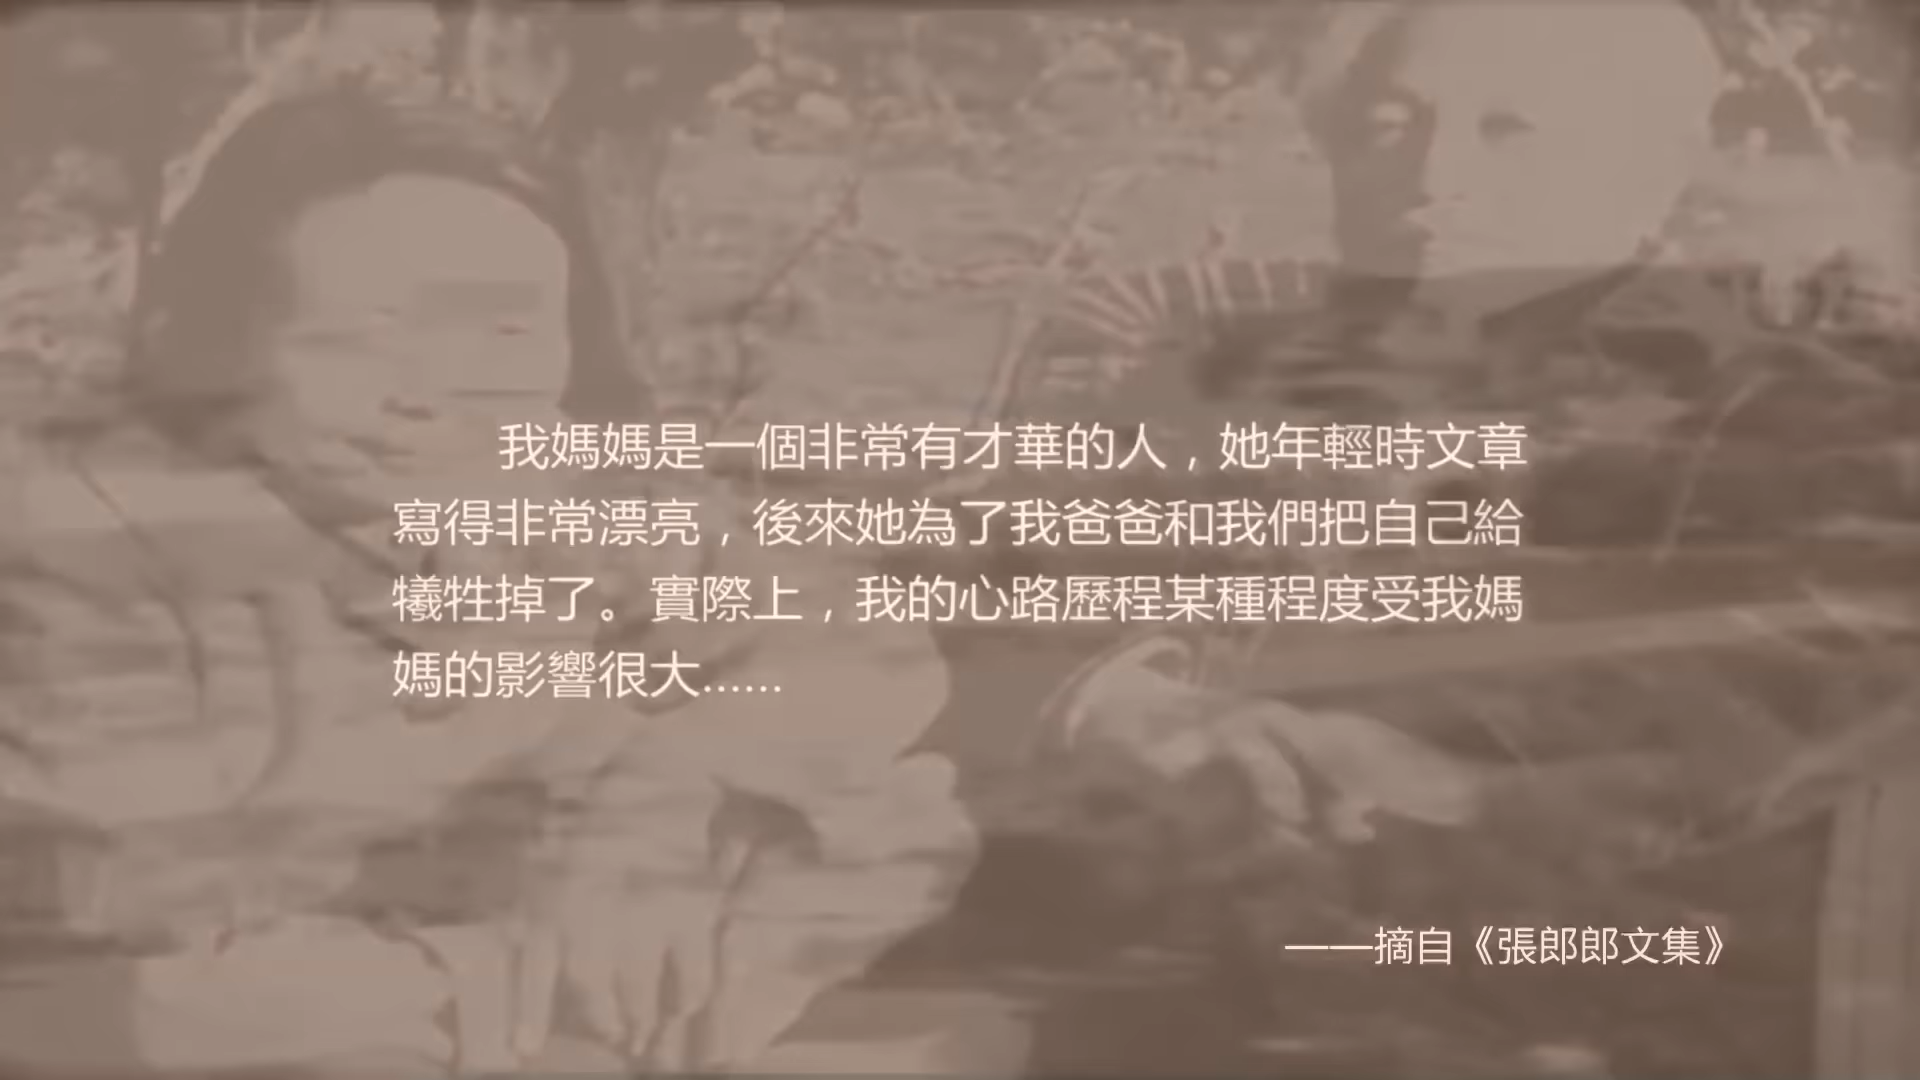 我媽媽是一個非常有才華的人，她年輕時文章
寫得非常漂亮，後來她為了我爸爸和我們把自己給
犧牲掉了。實際上，我的心路歷程某種程度受我媽
媽的影響很大……
——摘自《張郎郎文集》